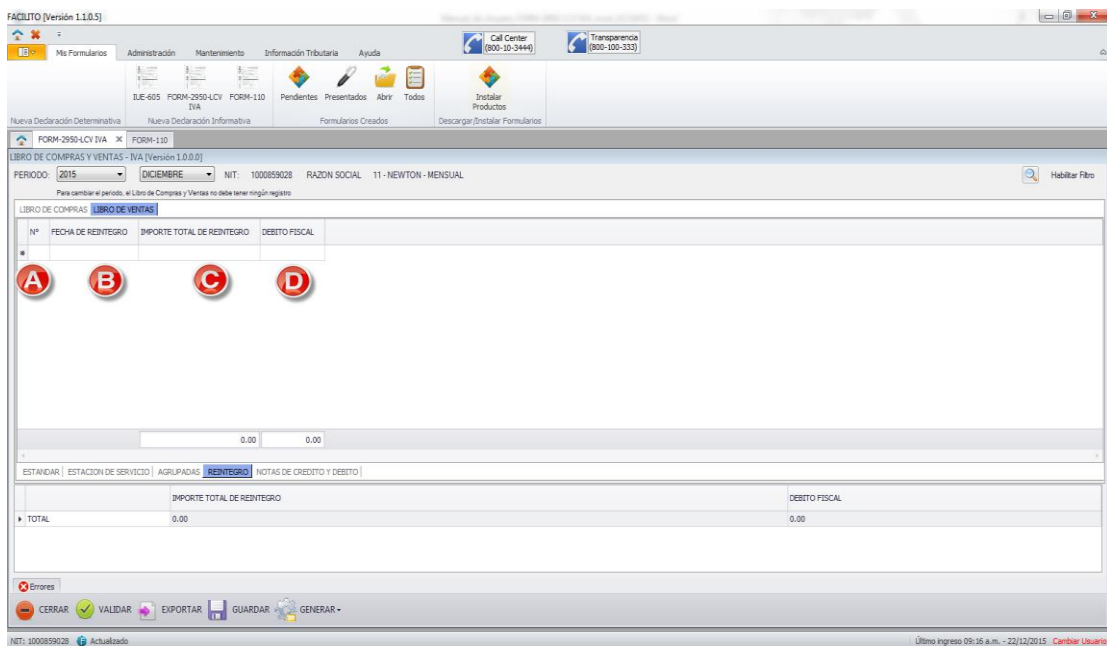 FACILITO [Versión 1.1.0.5]
Call Center
(800-10-3444)
Transparencia
(800-100-333)
Mis Formularios Administración Mantenimiento Información Tributaria Ayuda
IUE-605 FORM-2950-LCV IVA FORM-110 Pendientes Presentados Abrir Todos Instalar Productos
Nueva Declaración Determinativa Nueva Declaración Informativa Formularios Creados Descargar/Instalar Formularios
FORM-2950-LCV IVA FORM-110
LIBRO DE COMPRAS Y VENTAS - IVA [Versión 1.0.0.0]
PERIODO: 2015 DICIEMBRE NIT: 1000859028 RAZON SOCIAL 11 - NEWTON - MENSUAL Habilitar Filtro
Para cambiar el periodo, el Libro de Compras y Ventas no debe tener ningún registro
LIBRO DE COMPRAS LIBRO DE VENTAS
Nº FECHA DE REINTEGRO IMPORTE TOTAL DE REINTEGRO DEBITO FISCAL
A B C D
0.00 0.00
ESTANDAR ESTACION DE SERVICIO AGRUPADAS REINTEGRO NOTAS DE CREDITO Y DEBITO
IMPORTE TOTAL DE REINTEGRO DEBITO FISCAL
TOTAL 0.00 0.00
Errores
CERRAR VALIDAR EXPORTAR GUARDAR GENERAR
NIT: 1000859028 Actualizado Último ingreso 09:16 a.m. - 22/12/2015 Cambiar Usuario